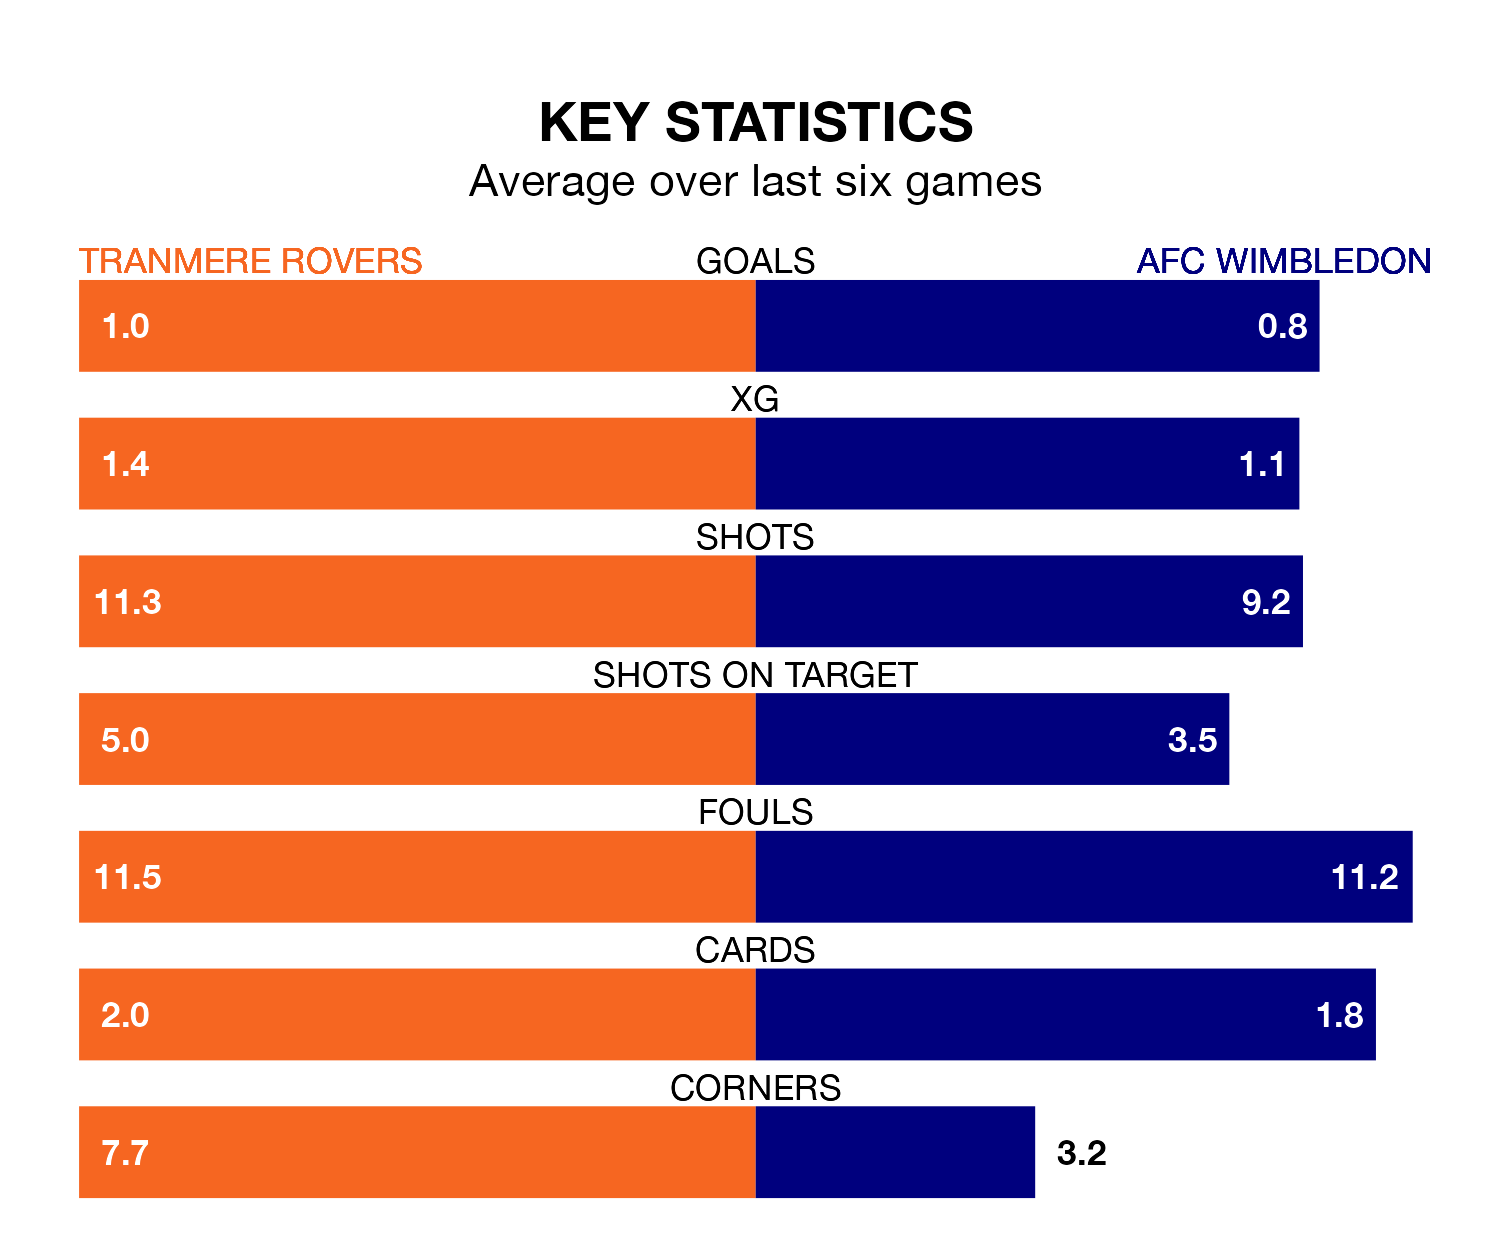 KEY STATISTICS
Average over last six games
TRANMERE ROVERS GOALS AFC WIMBLEDON
1.0 0.8
XG
1.4 1.1
SHOTS
11.3 9.2
SHOTS ON TARGET
5.0 3.5
FOULS
11.5 11.2
CARDS
2.0 1.8
CORNERS
7.7 3.2